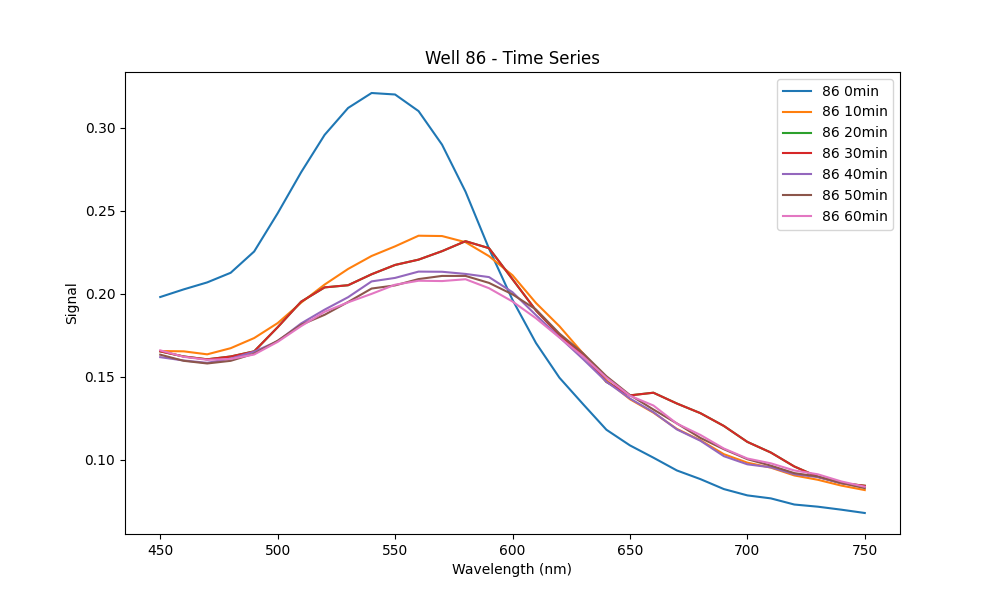 Well 86 - Time Series
86 0min
86 10min
86 20min
86 30min
86 40min
86 50min
86 60min
0.30
0.25
0.20
0.15
0.10
Signal
450 500 550 600 650 700 750
Wavelength (nm)